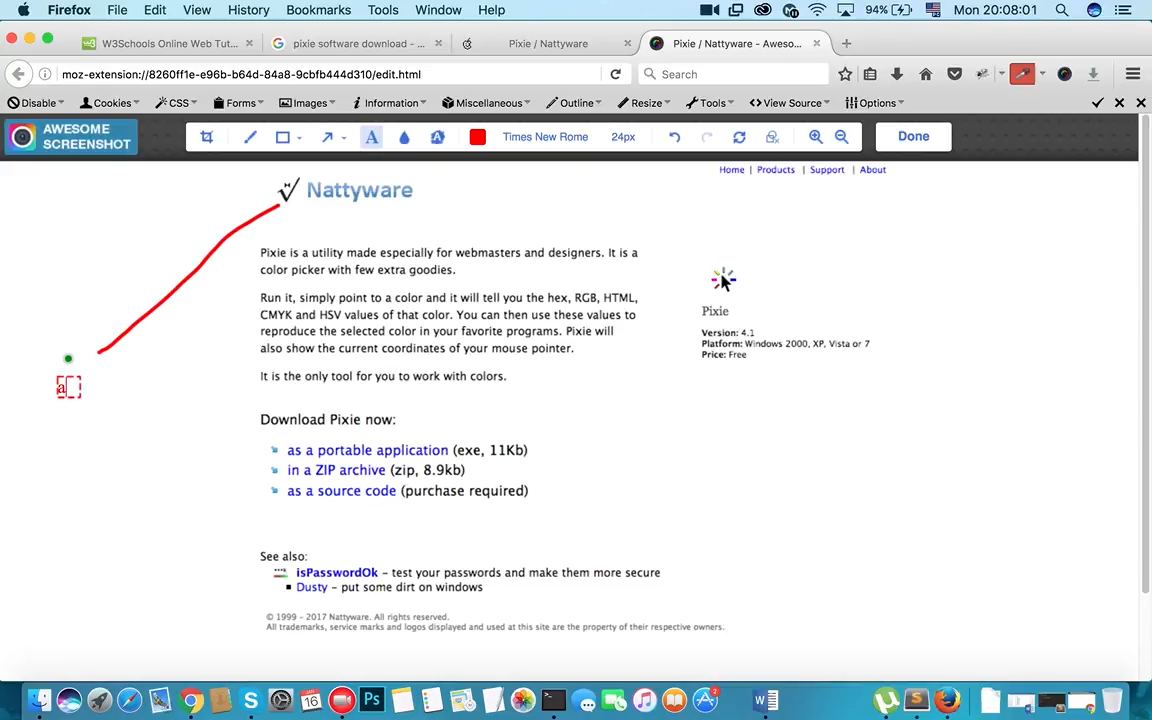 Firefox File Edit View History Bookmarks Tools Window Help 94% Mon 20:08:01
W3Schools Online Web Tut... pixie software download - ... Pixie / Nattyware Pixie / Nattyware - Aweso...
moz-extension://8260ff1e-e96b-b64d-84a8-9cbfb444d310/edit.html Search
Disable Cookies CSS Forms Images Information Miscellaneous Outline Resize Tools View Source Options
AWESOME
SCREENSHOT
A Times New Rome 24px Done
Home | Products | Support | About
Nattyware
Pixie is a utility made especially for webmasters and designers. It is a
color picker with few extra goodies.
Run it, simply point to a color and it will tell you the hex, RGB, HTML,
CMYK and HSV values of that color. You can then use these values to
reproduce the selected color in your favorite programs. Pixie will
also show the current coordinates of your mouse pointer.
It is the only tool for you to work with colors.
Pixie
Version: 4.1
Platform: Windows 2000, XP, Vista or 7
Price: Free
a
Download Pixie now:
as a portable application (exe, 11Kb)
in a ZIP archive (zip, 8.9kb)
as a source code (purchase required)
See also:
isPasswordOk – test your passwords and make them more secure
Dusty – put some dirt on windows
© 1999 – 2017 Nattyware. All rights reserved.
All trademarks, service marks and logos displayed and used at this site are the property of their respective owners.